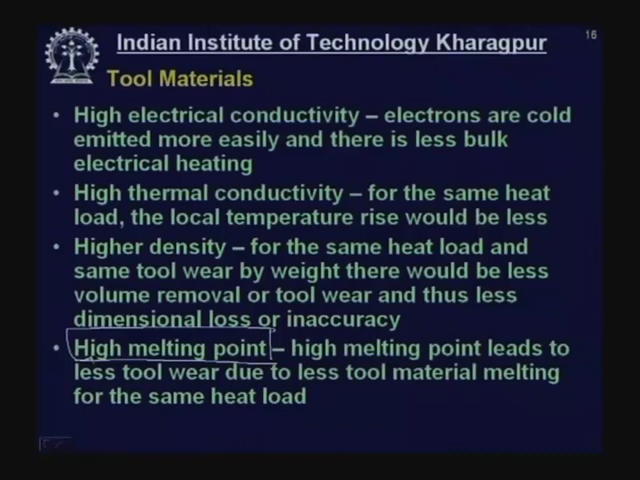 16
Indian Institute of Technology Kharagpur
Tool Materials
• High electrical conductivity – electrons are cold
emitted more easily and there is less bulk
electrical heating
• High thermal conductivity – for the same heat
load, the local temperature rise would be less
• Higher density – for the same heat load and
same tool wear by weight there would be less
volume removal or tool wear and thus less
dimensional loss or inaccuracy
• High melting point – high melting point leads to
less tool wear due to less tool material melting
for the same heat load